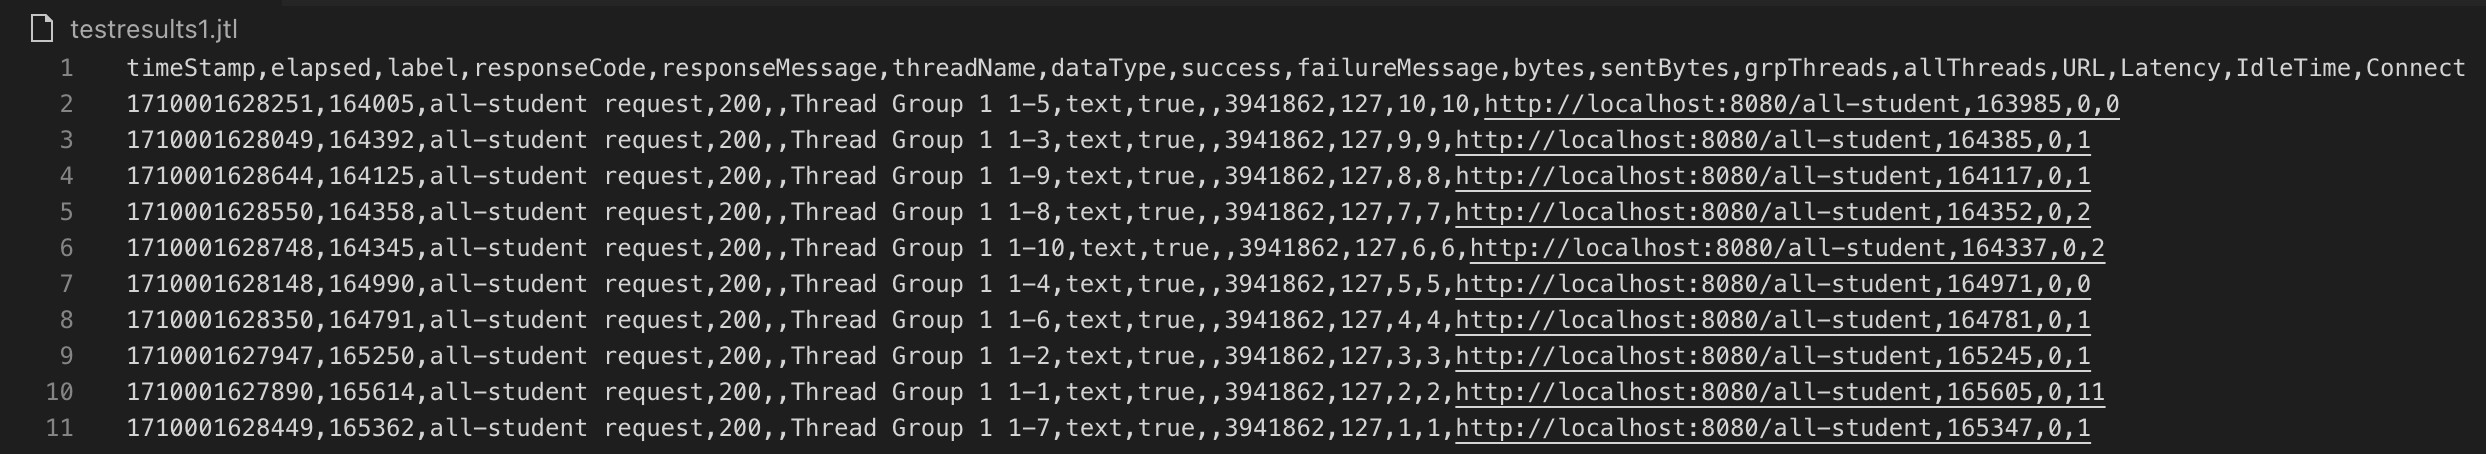 testresults1.jtl
1 timeStamp,elapsed,label,responseCode,responseMessage,threadName,dataType,success,failureMessage,bytes,sentBytes,grpThreads,allThreads,URL,Latency,IdleTime,Connect
2 1710001628251,164005,all-student request,200,,Thread Group 1 1-5,text,true,,3941862,127,10,10,http://localhost:8080/all-student,163985,0,0
3 1710001628049,164392,all-student request,200,,Thread Group 1 1-3,text,true,,3941862,127,9,9,http://localhost:8080/all-student,164385,0,1
4 1710001628644,164125,all-student request,200,,Thread Group 1 1-9,text,true,,3941862,127,8,8,http://localhost:8080/all-student,164117,0,1
5 1710001628550,164358,all-student request,200,,Thread Group 1 1-8,text,true,,3941862,127,7,7,http://localhost:8080/all-student,164352,0,2
6 1710001628748,164345,all-student request,200,,Thread Group 1 1-10,text,true,,3941862,127,6,6,http://localhost:8080/all-student,164337,0,2
7 1710001628148,164990,all-student request,200,,Thread Group 1 1-4,text,true,,3941862,127,5,5,http://localhost:8080/all-student,164971,0,0
8 1710001628350,164791,all-student request,200,,Thread Group 1 1-6,text,true,,3941862,127,4,4,http://localhost:8080/all-student,164781,0,1
9 1710001627947,165250,all-student request,200,,Thread Group 1 1-2,text,true,,3941862,127,3,3,http://localhost:8080/all-student,165245,0,1
10 1710001627890,165614,all-student request,200,,Thread Group 1 1-1,text,true,,3941862,127,2,2,http://localhost:8080/all-student,165605,0,11
11 1710001628449,165362,all-student request,200,,Thread Group 1 1-7,text,true,,3941862,127,1,1,http://localhost:8080/all-student,165347,0,1